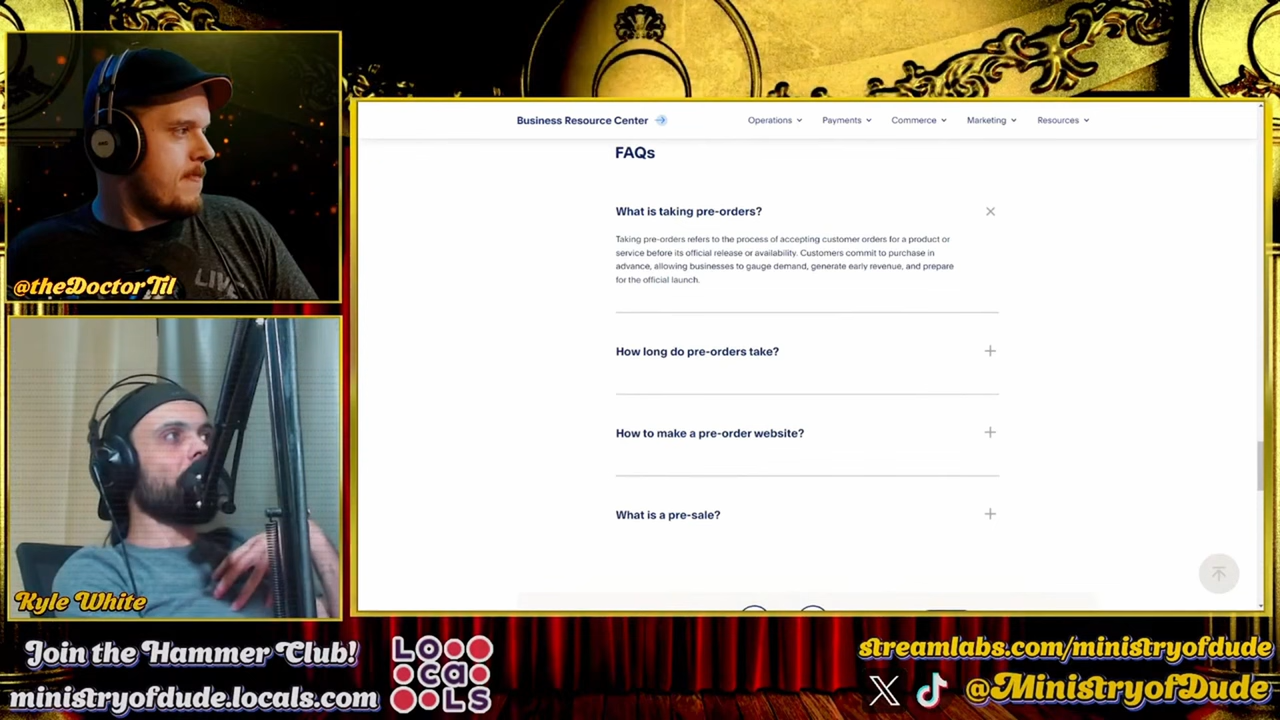 @theDoctorTil
Kyle White
Business Resource Center
Operations
Payments
Commerce
Marketing
Resources
FAQs
What is taking pre-orders?
Taking pre-orders refers to the process of accepting customer orders for a product or
service before its official release or availability. Customers commit to purchase in
advance, allowing businesses to gauge demand, generate early revenue, and prepare
for the official launch.
How long do pre-orders take?
How to make a pre-order website?
What is a pre-sale?
Join the Hammer Club!
ministryofdude.locals.com
LOCALS
streamlabs.com/ministryofdude
@MinistryofDude